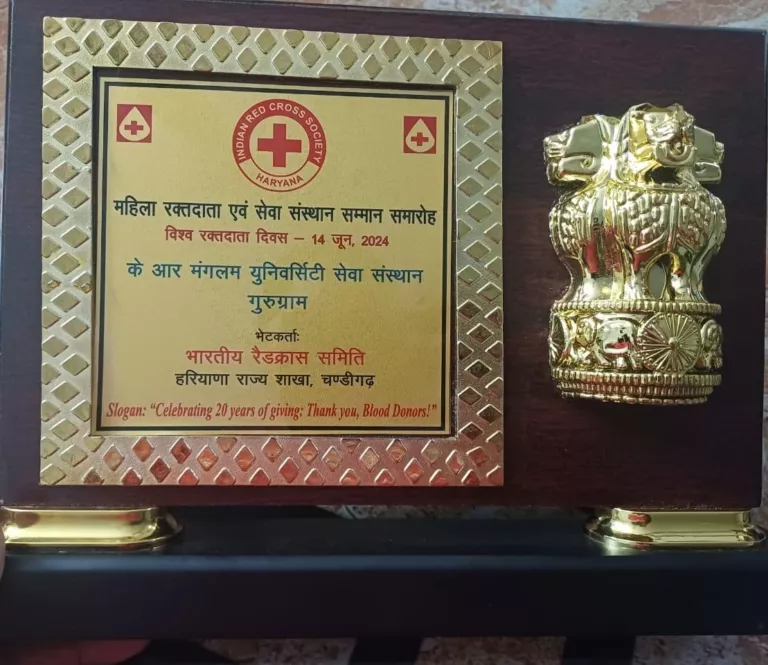 INDIAN RED CROSS SOCIETY
HARYANA
महिला रक्तदाता एवं सेवा संस्थान सम्मान समारोह
विश्व रक्तदाता दिवस – 14 जून, 2024
के आर मंगलम युनिवर्सिटी सेवा संस्थान
गुरुग्राम
भेटकर्ताः
भारतीय रैडक्रास समिति
हरियाणा राज्य शाखा, चण्डीगढ़
Slogan: "Celebrating 20 years of giving: Thank you, Blood Donors!"